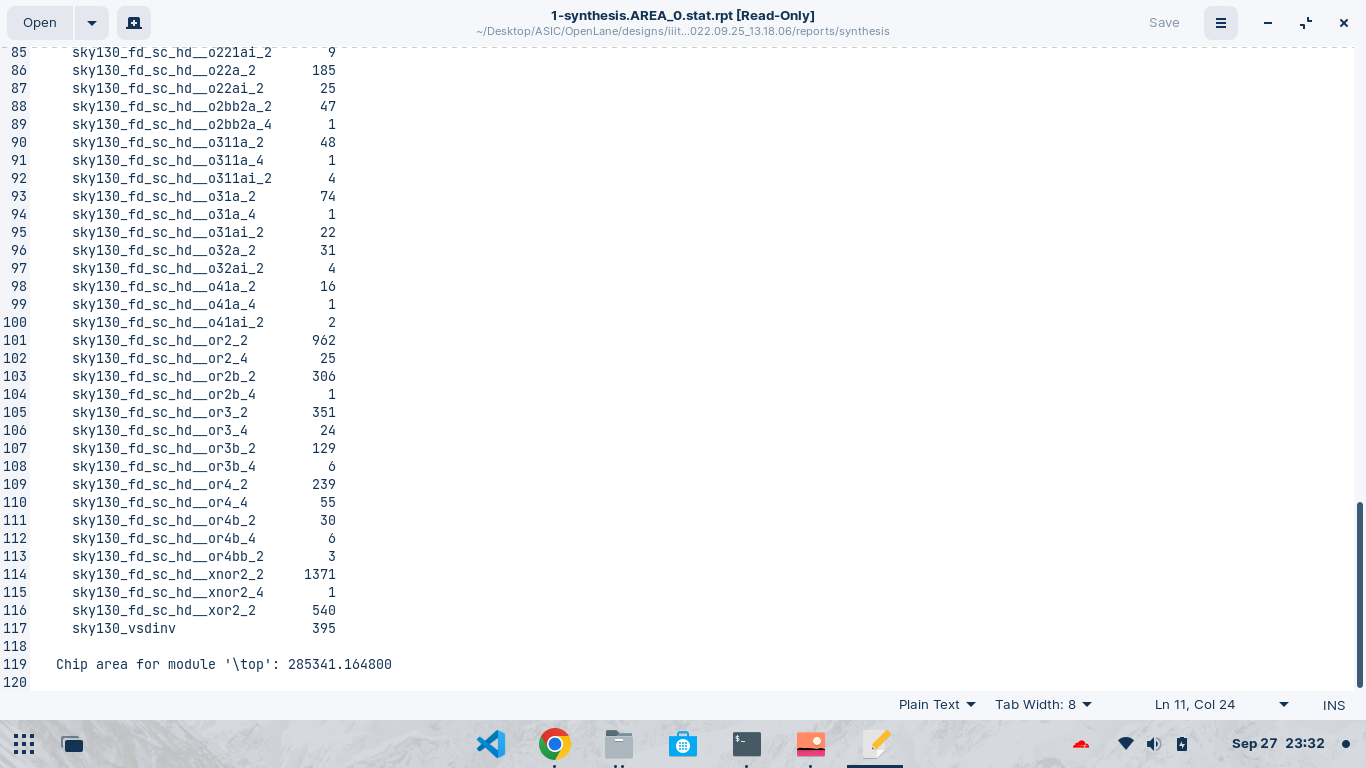 Open
1-synthesis.AREA_0.stat.rpt [Read-Only]
~/Desktop/ASIC/OpenLane/designs/iiit...022.09.25_13.18.06/reports/synthesis
Save
85 sky130_fd_sc_hd__o221ai_2 9
86 sky130_fd_sc_hd__o22a_2 185
87 sky130_fd_sc_hd__o22ai_2 25
88 sky130_fd_sc_hd__o2bb2a_2 47
89 sky130_fd_sc_hd__o2bb2a_4 1
90 sky130_fd_sc_hd__o311a_2 48
91 sky130_fd_sc_hd__o311a_4 1
92 sky130_fd_sc_hd__o311ai_2 4
93 sky130_fd_sc_hd__o31a_2 74
94 sky130_fd_sc_hd__o31a_4 1
95 sky130_fd_sc_hd__o31ai_2 22
96 sky130_fd_sc_hd__o32a_2 31
97 sky130_fd_sc_hd__o32ai_2 4
98 sky130_fd_sc_hd__o41a_2 16
99 sky130_fd_sc_hd__o41a_4 1
100 sky130_fd_sc_hd__o41ai_2 2
101 sky130_fd_sc_hd__or2_2 962
102 sky130_fd_sc_hd__or2_4 25
103 sky130_fd_sc_hd__or2b_2 306
104 sky130_fd_sc_hd__or2b_4 1
105 sky130_fd_sc_hd__or3_2 351
106 sky130_fd_sc_hd__or3_4 24
107 sky130_fd_sc_hd__or3b_2 129
108 sky130_fd_sc_hd__or3b_4 6
109 sky130_fd_sc_hd__or4_2 239
110 sky130_fd_sc_hd__or4_4 55
111 sky130_fd_sc_hd__or4b_2 30
112 sky130_fd_sc_hd__or4b_4 6
113 sky130_fd_sc_hd__or4bb_2 3
114 sky130_fd_sc_hd__xnor2_2 1371
115 sky130_fd_sc_hd__xnor2_4 1
116 sky130_fd_sc_hd__xor2_2 540
117 sky130_vsdinv 395
118
119 Chip area for module '\top': 285341.164800
120
Plain Text Tab Width: 8 Ln 11, Col 24 INS
$_
Sep 27 23:32